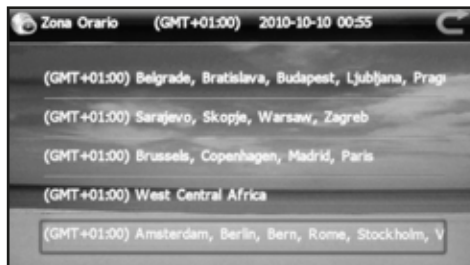 Zona Orario (GMT+01:00) 2010-10-10 00:55
(GMT+01:00) Belgrade, Bratislava, Budapest, Ljubljana, Pragu
(GMT+01:00) Sarajevo, Skopje, Warsaw, Zagreb
(GMT+01:00) Brussels, Copenhagen, Madrid, Paris
(GMT+01:00) West Central Africa
(GMT+01:00) Amsterdam, Berlin, Bern, Rome, Stockholm, V